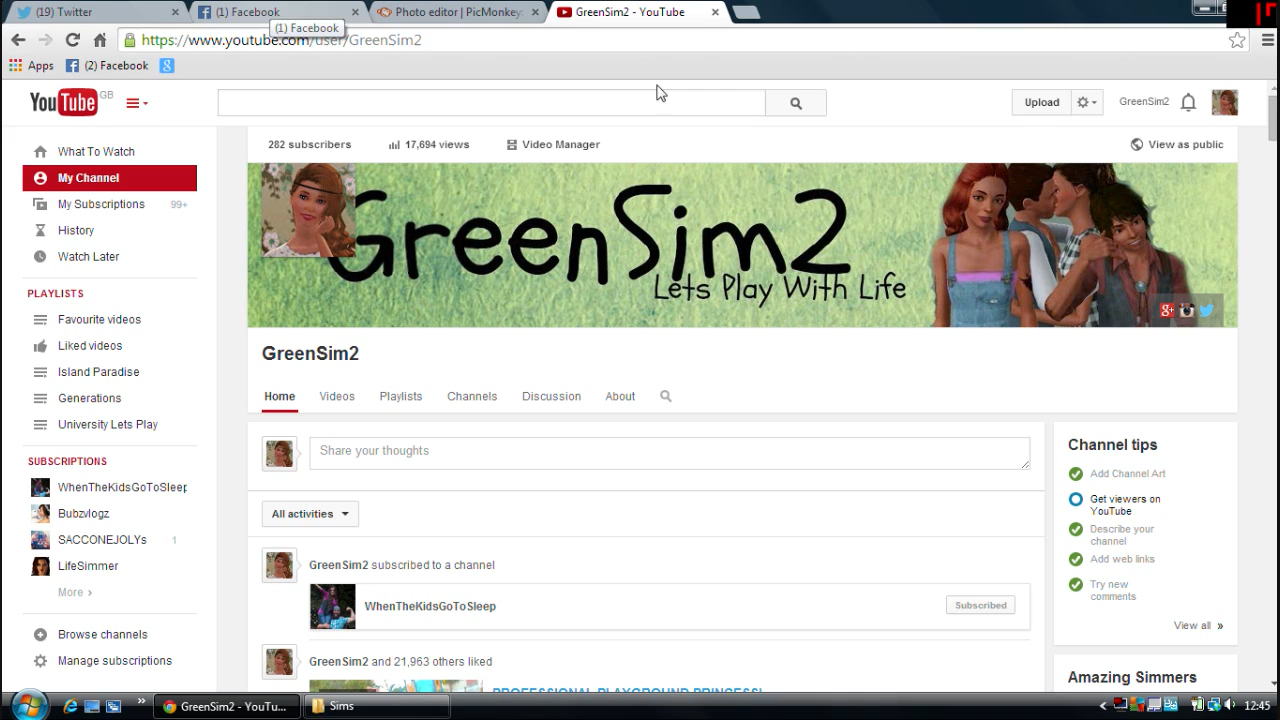 (19) Twitter
(1) Facebook
Photo editor | PicMonkey:
GreenSim2 - YouTube
(1) Facebook
https://www.youtube.com/user/GreenSim2
Apps
(2) Facebook
YouTube GB
Upload
GreenSim2
What To Watch
My Channel
My Subscriptions 99+
History
Watch Later
PLAYLISTS
Favourite videos
Liked videos
Island Paradise
Generations
University Lets Play
SUBSCRIPTIONS
WhenTheKidsGoToSleep
Bubzvlogz
SACCONEJOLYs 1
LifeSimmer
More ›
Browse channels
Manage subscriptions
282 subscribers
17,694 views
Video Manager
View as public
GreenSim2
Lets Play With Life
GreenSim2
Home
Videos
Playlists
Channels
Discussion
About
Share your thoughts
All activities
GreenSim2 subscribed to a channel
WhenTheKidsGoToSleep
Subscribed
GreenSim2 and 21,963 others liked
PROFESSIONAL PLAYGROUND PRINCESS!
Channel tips
Add Channel Art
Get viewers on
YouTube
Describe your
channel
Add web links
Try new
comments
View all »
Amazing Simmers
GreenSim2 - YouTu...
Sims
12:45